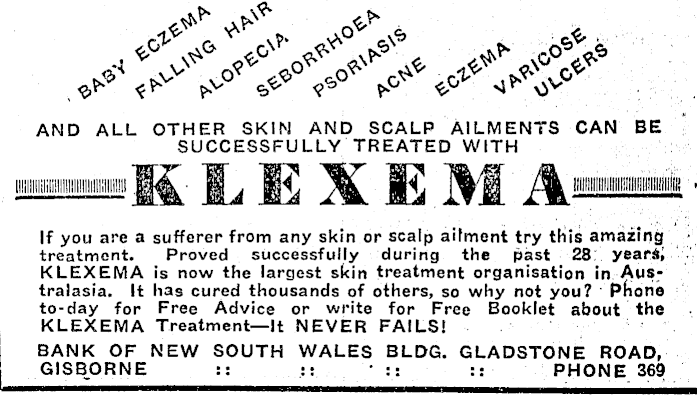 BABY ECZEMA
FALLING HAIR
ALOPECIA
SEBORRHOEA
PSORIASIS
ACNE
ECZEMA
VARICOSE
ULCERS
AND ALL OTHER SKIN AND SCALP AILMENTS CAN BE
SUCCESSFULLY TREATED WITH
KLEXEMA
If you are a sufferer from any skin or scalp ailment try this amazing
treatment. Proved successfully during the past 28 years,
KLEXEMA is now the largest skin treatment organisation in Aus-
tralasia. It has cured thousands of others, so why not you? Phone
to-day for Free Advice or write for Free Booklet about the
KLEXEMA Treatment—It NEVER FAILS!
BANK OF NEW SOUTH WALES BLDG. GLADSTONE ROAD,
GISBORNE :: :: :: :: PHONE 369